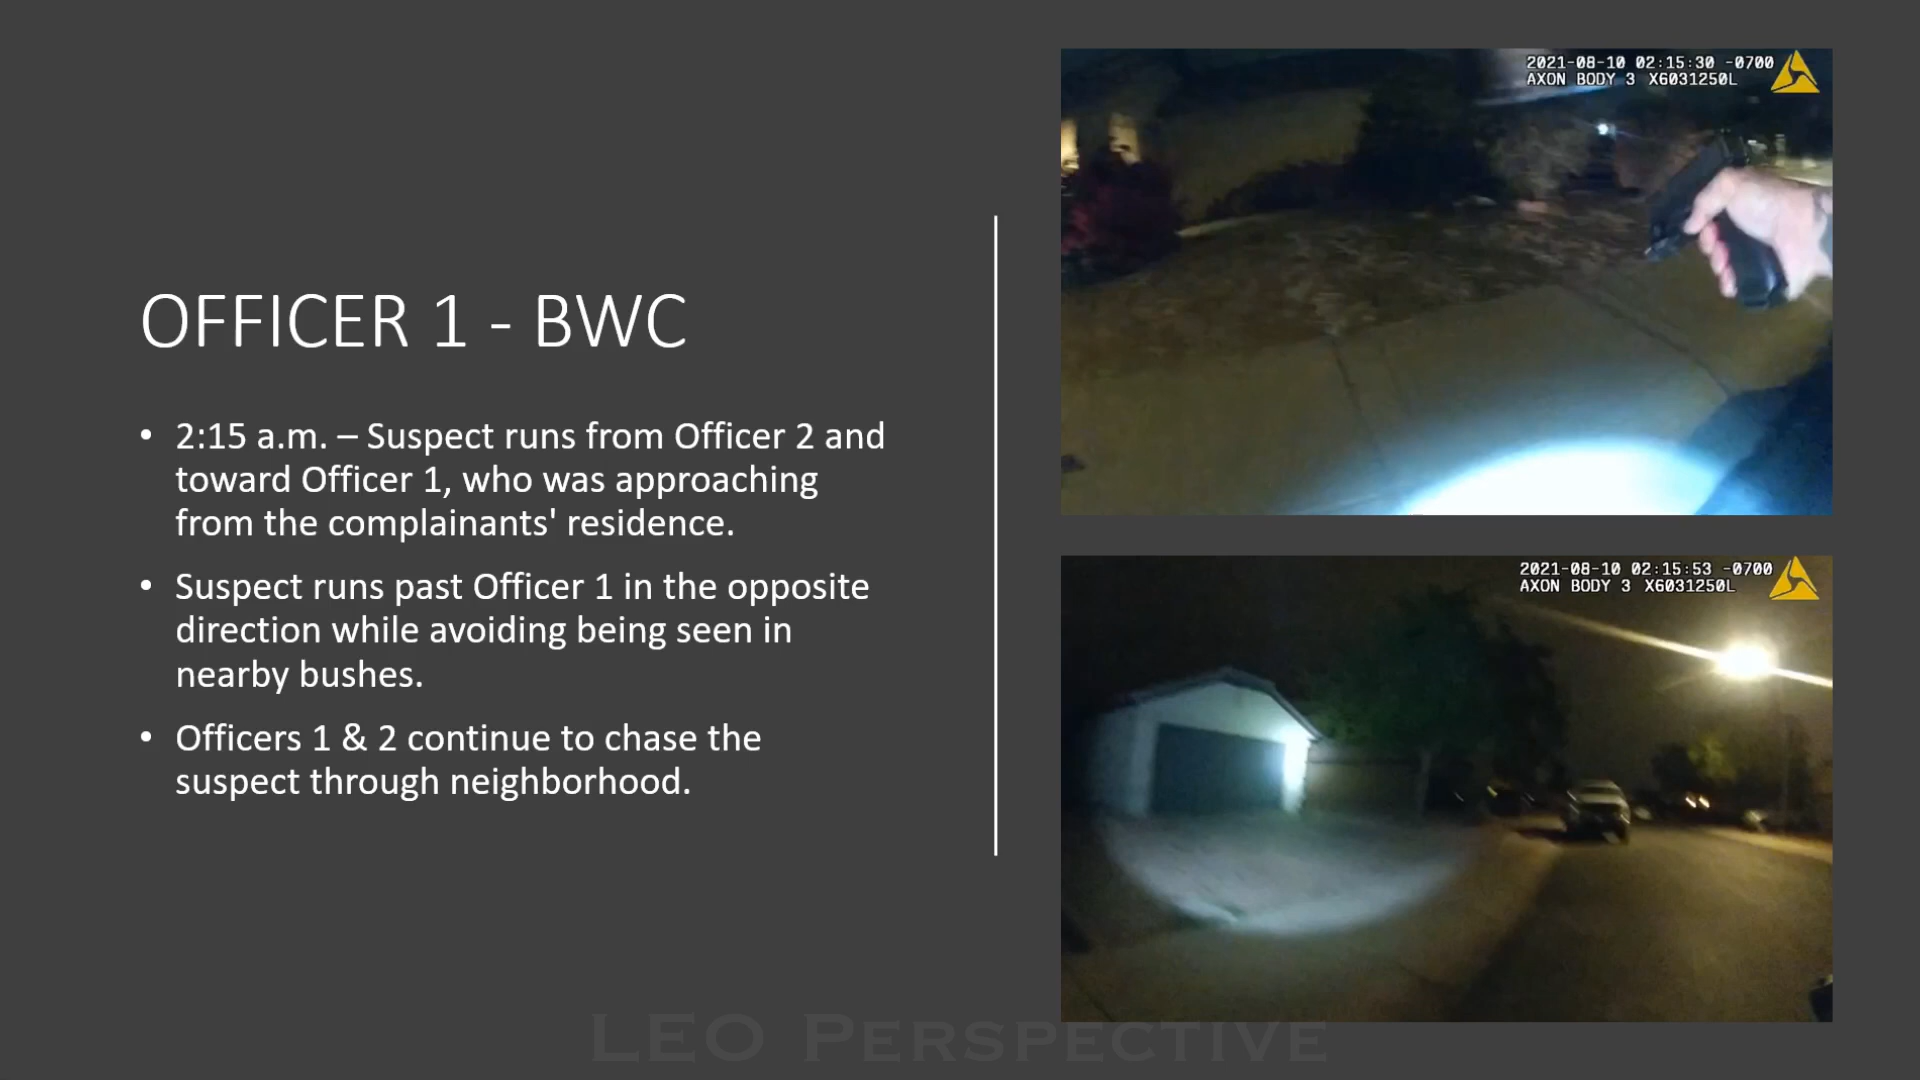 OFFICER 1 - BWC
• 2:15 a.m. – Suspect runs from Officer 2 and
toward Officer 1, who was approaching
from the complainants' residence.
• Suspect runs past Officer 1 in the opposite
direction while avoiding being seen in
nearby bushes.
• Officers 1 & 2 continue to chase the
suspect through neighborhood.
2021-08-10 02:15:30 -0700
AXON BODY 3 X6031250L
2021-08-10 02:15:53 -0700
AXON BODY 3 X6031250L
LEO PERSPECTIVE